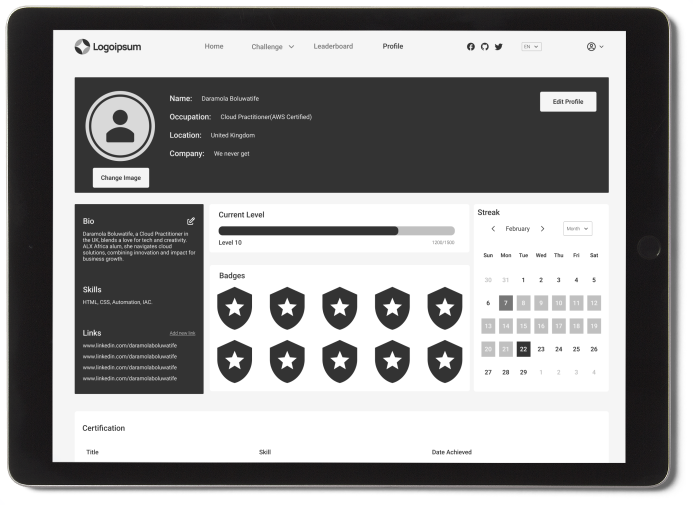 Logoipsum
Home Challenge Leaderboard Profile EN
Name: Daramola Boluwatife
Edit Profile
Occupation: Cloud Practitioner(AWS Certified)
Location: United Kingdom
Company: We never get
Change Image
Bio
Daramola Boluwatife, a Cloud Practitioner in
the UK, blends a love for tech and creativity.
ALX Africa alum, she navigates cloud
solutions, combining innovation and impact for
business growth.
Skills
HTML, CSS, Automation, IAC.
Links Add new link
www.linkedin.com/daramolaboluwatife
www.linkedin.com/daramolaboluwatife
www.linkedin.com/daramolaboluwatife
www.linkedin.com/daramolaboluwatife
Current Level
Level 10 1200/1500
Badges
Streak
February Month
Sun Mon Tue Wed Thu Fri Sat
30 31 1 2 3 4 5
6 7 8 9 10 11 12
13 14 15 16 17 18 19
20 21 22 23 24 25 26
27 28 29 1 2 3 4
Certification
Title Skill Date Achieved